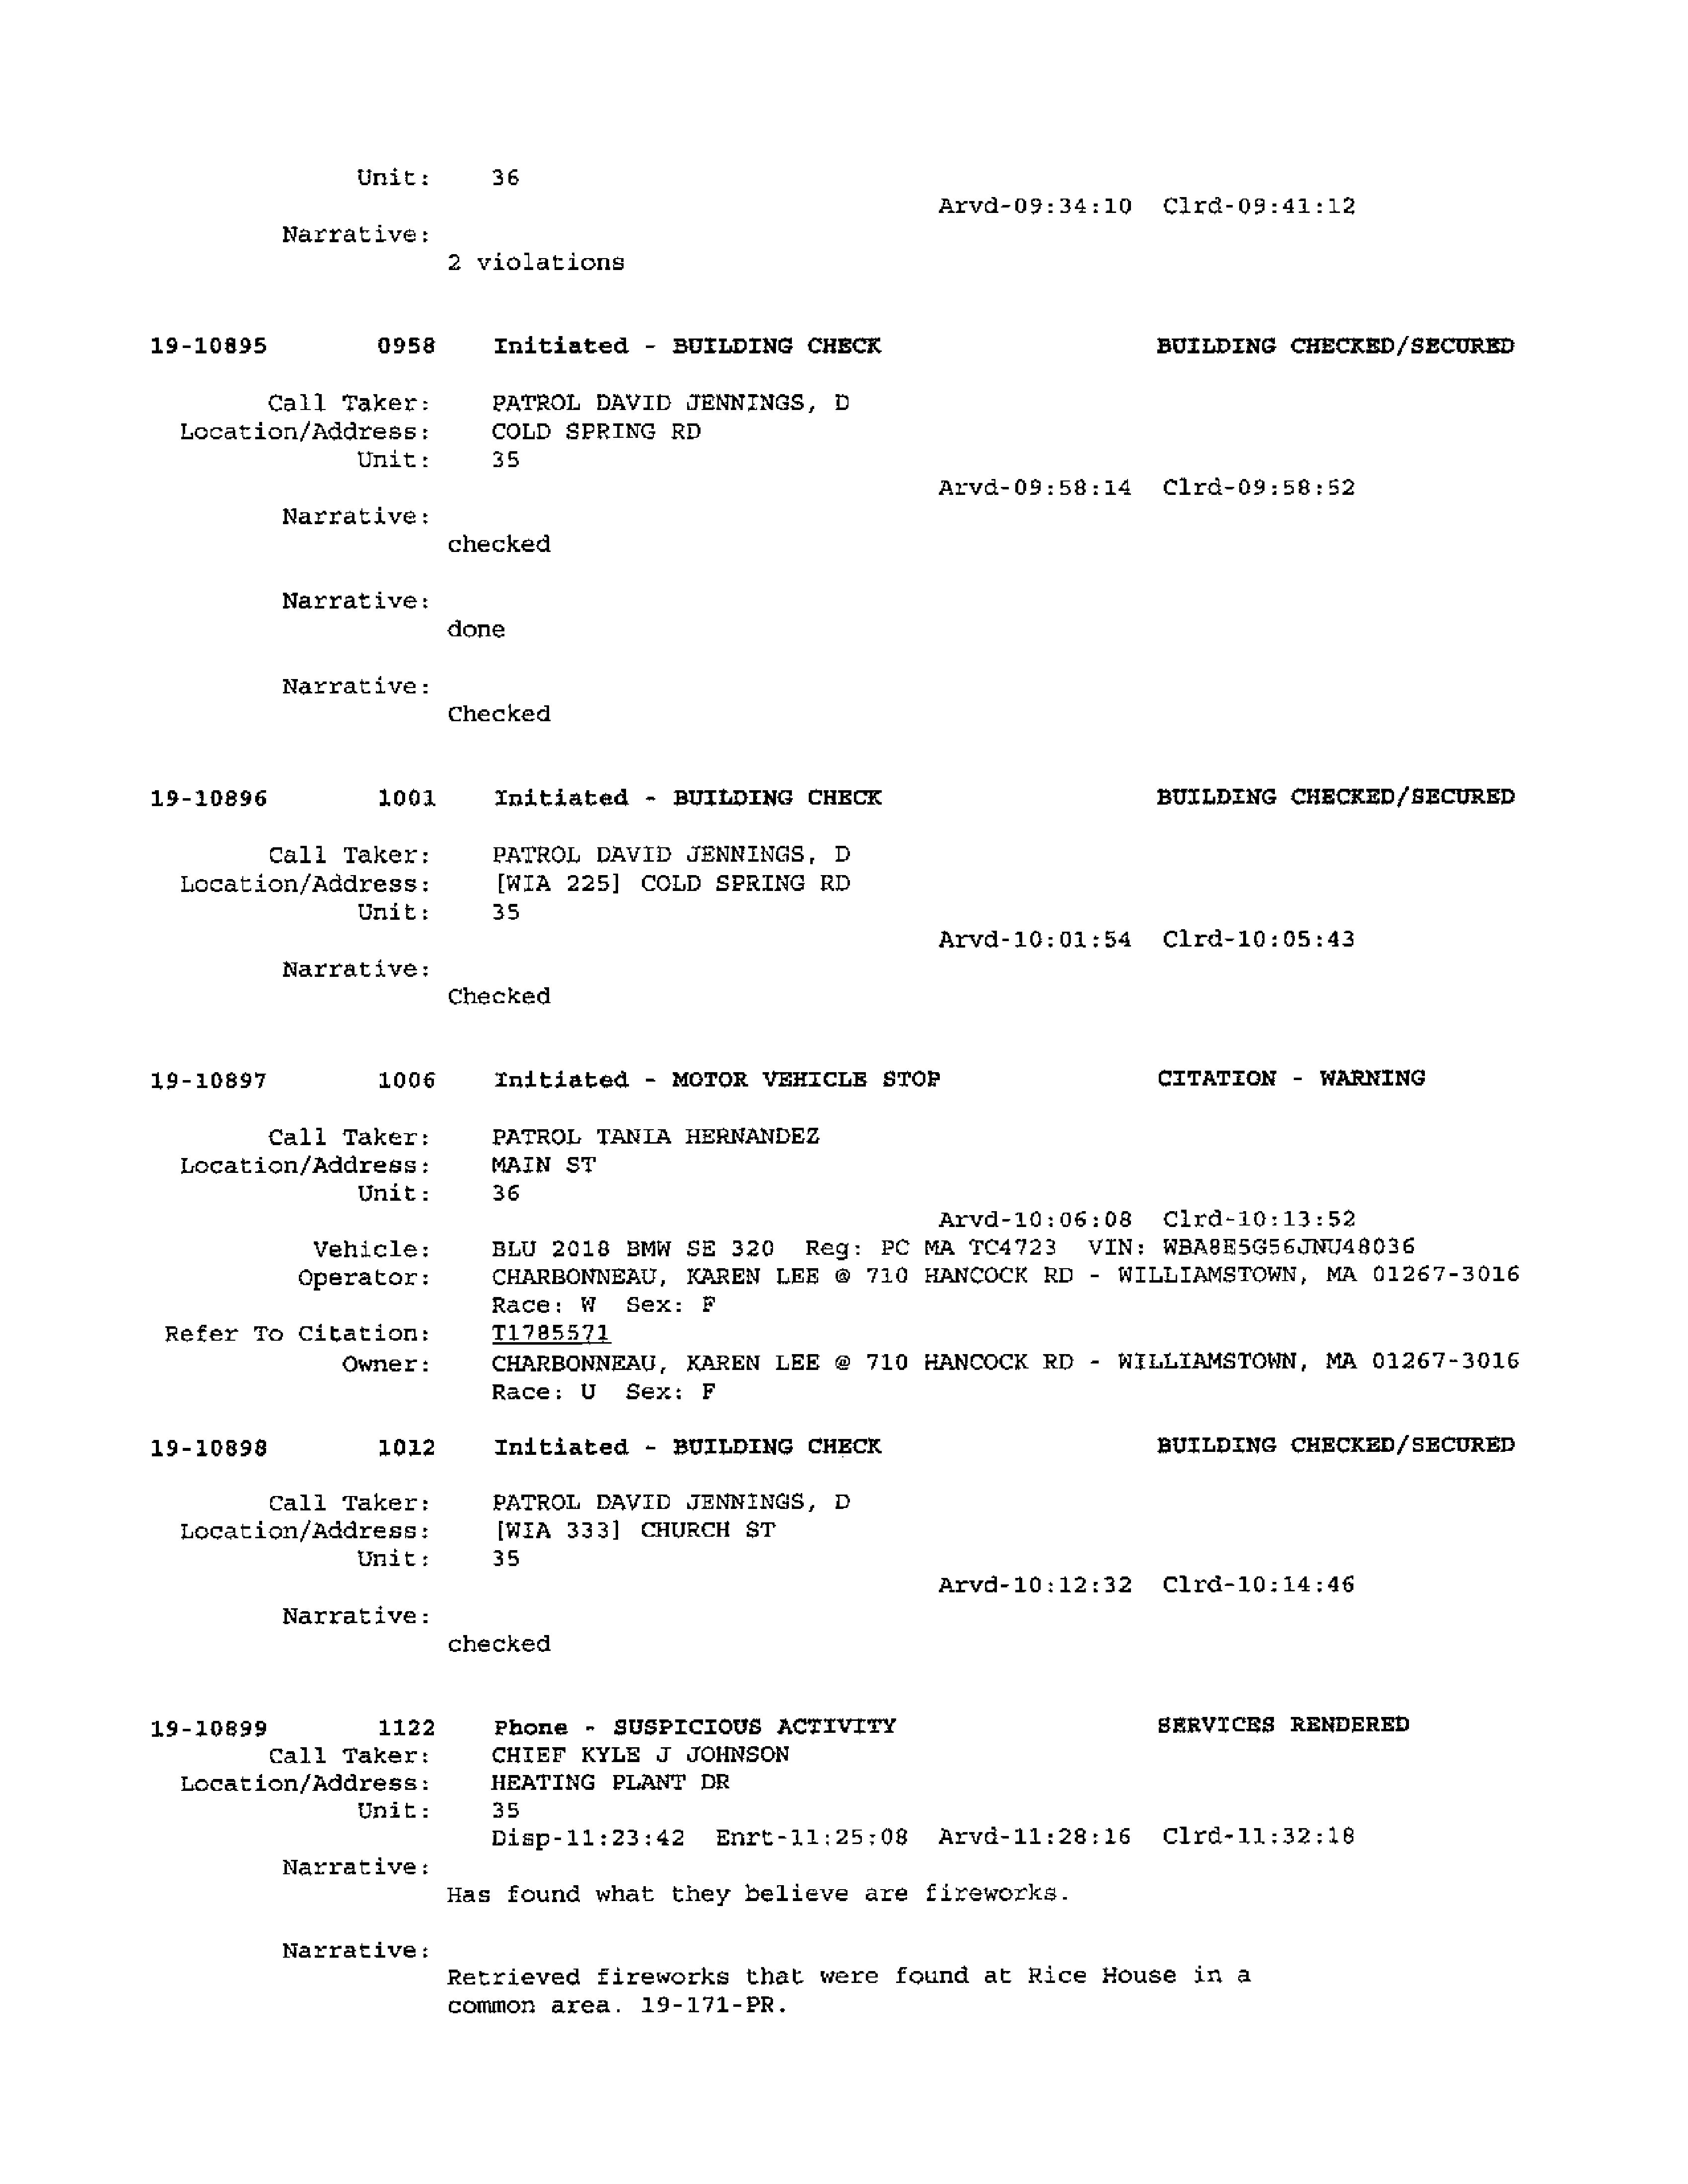 Unit: 36
Arvd-09:34:10 Clrd-09:41:12
Narrative:
2 violations
19-10895 0958 Initiated - BUILDING CHECK BUILDING CHECKED/SECURED
Call Taker: PATROL DAVID JENNINGS, D
Location/Address: COLD SPRING RD
Unit: 35
Arvd-09:58:14 Clrd-09:58:52
Narrative:
checked
Narrative:
done
Narrative:
Checked
19-10896 1001 Initiated - BUILDING CHECK BUILDING CHECKED/SECURED
Call Taker: PATROL DAVID JENNINGS, D
Location/Address: [WIA 225] COLD SPRING RD
Unit: 35
Arvd-10:01:54 Clrd-10:05:43
Narrative:
Checked
19-10897 1006 Initiated - MOTOR VEHICLE STOP CITATION - WARNING
Call Taker: PATROL TANIA HERNANDEZ
Location/Address: MAIN ST
Unit: 36
Arvd-10:06:08 Clrd-10:13:52
Vehicle: BLU 2018 BMW SE 320 Reg: PC MA TC4723 VIN: WBA8E5G56JNU48036
Operator: CHARBONNEAU, KAREN LEE @ 710 HANCOCK RD - WILLIAMSTOWN, MA 01267-3016
Race: W Sex: F
Refer To Citation: T1785571
Owner: CHARBONNEAU, KAREN LEE @ 710 HANCOCK RD - WILLIAMSTOWN, MA 01267-3016
Race: U Sex: F
19-10898 1012 Initiated - BUILDING CHECK BUILDING CHECKED/SECURED
Call Taker: PATROL DAVID JENNINGS, D
Location/Address: [WIA 333] CHURCH ST
Unit: 35
Arvd-10:12:32 Clrd-10:14:46
Narrative:
checked
19-10899 1122 Phone - SUSPICIOUS ACTIVITY SERVICES RENDERED
Call Taker: CHIEF KYLE J JOHNSON
Location/Address: HEATING PLANT DR
Unit: 35
Disp-11:23:42 Enrt-11:25:08 Arvd-11:28:16 Clrd-11:32:18
Narrative:
Has found what they believe are fireworks.
Narrative:
Retrieved fireworks that were found at Rice House in a
common area. 19-171-PR.